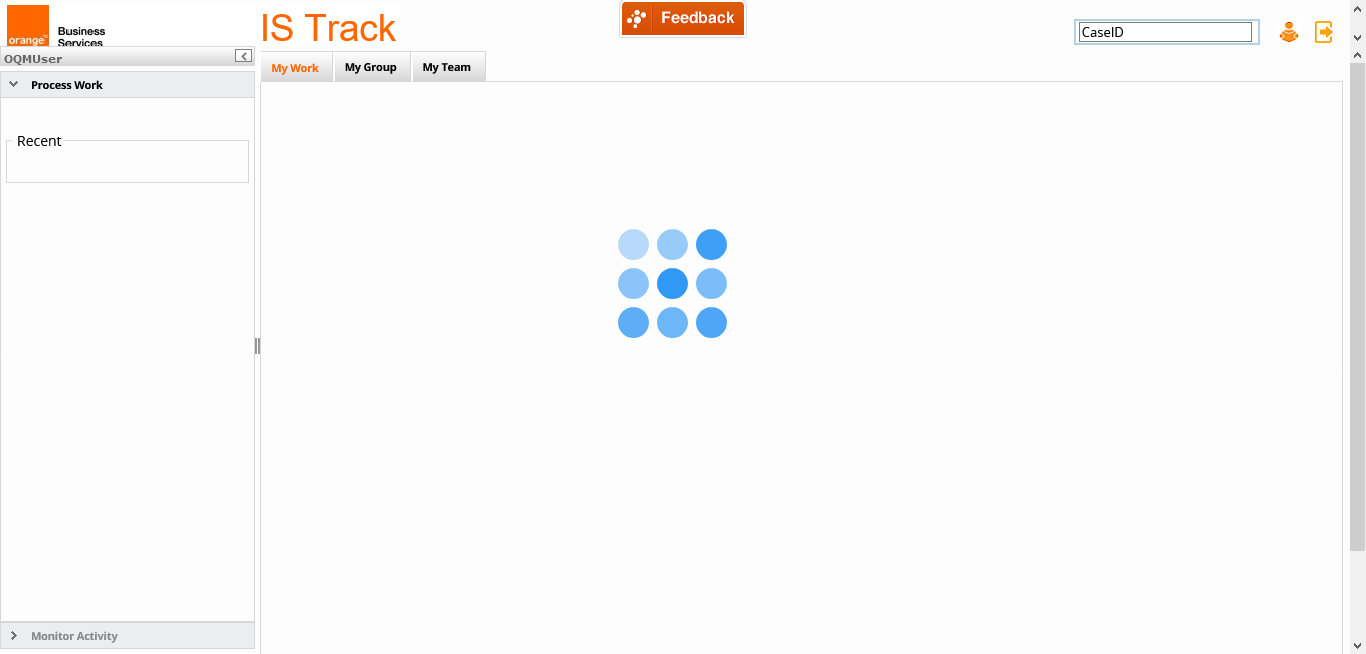 orange™
Business
Services
IS Track
Feedback
CaseID
OQMUser
My Work
My Group
My Team
Process Work
Recent
Monitor Activity